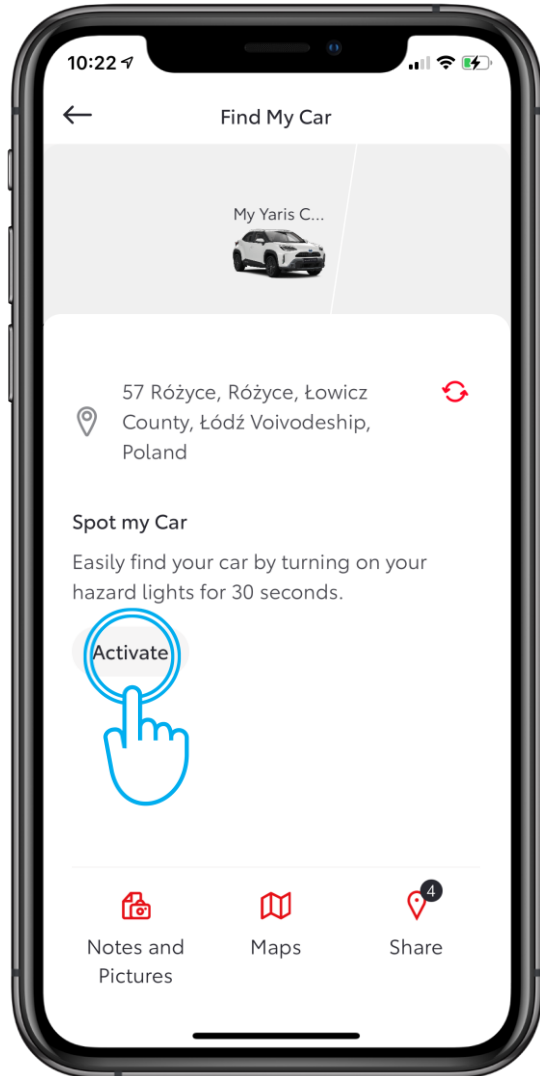 10:22
Find My Car
My Yaris C...
57 Różyce, Różyce, Łowicz
County, Łódź Voivodeship,
Poland
Spot my Car
Easily find your car by turning on your
hazard lights for 30 seconds.
Activate
4
Notes and
Pictures
Maps
Share